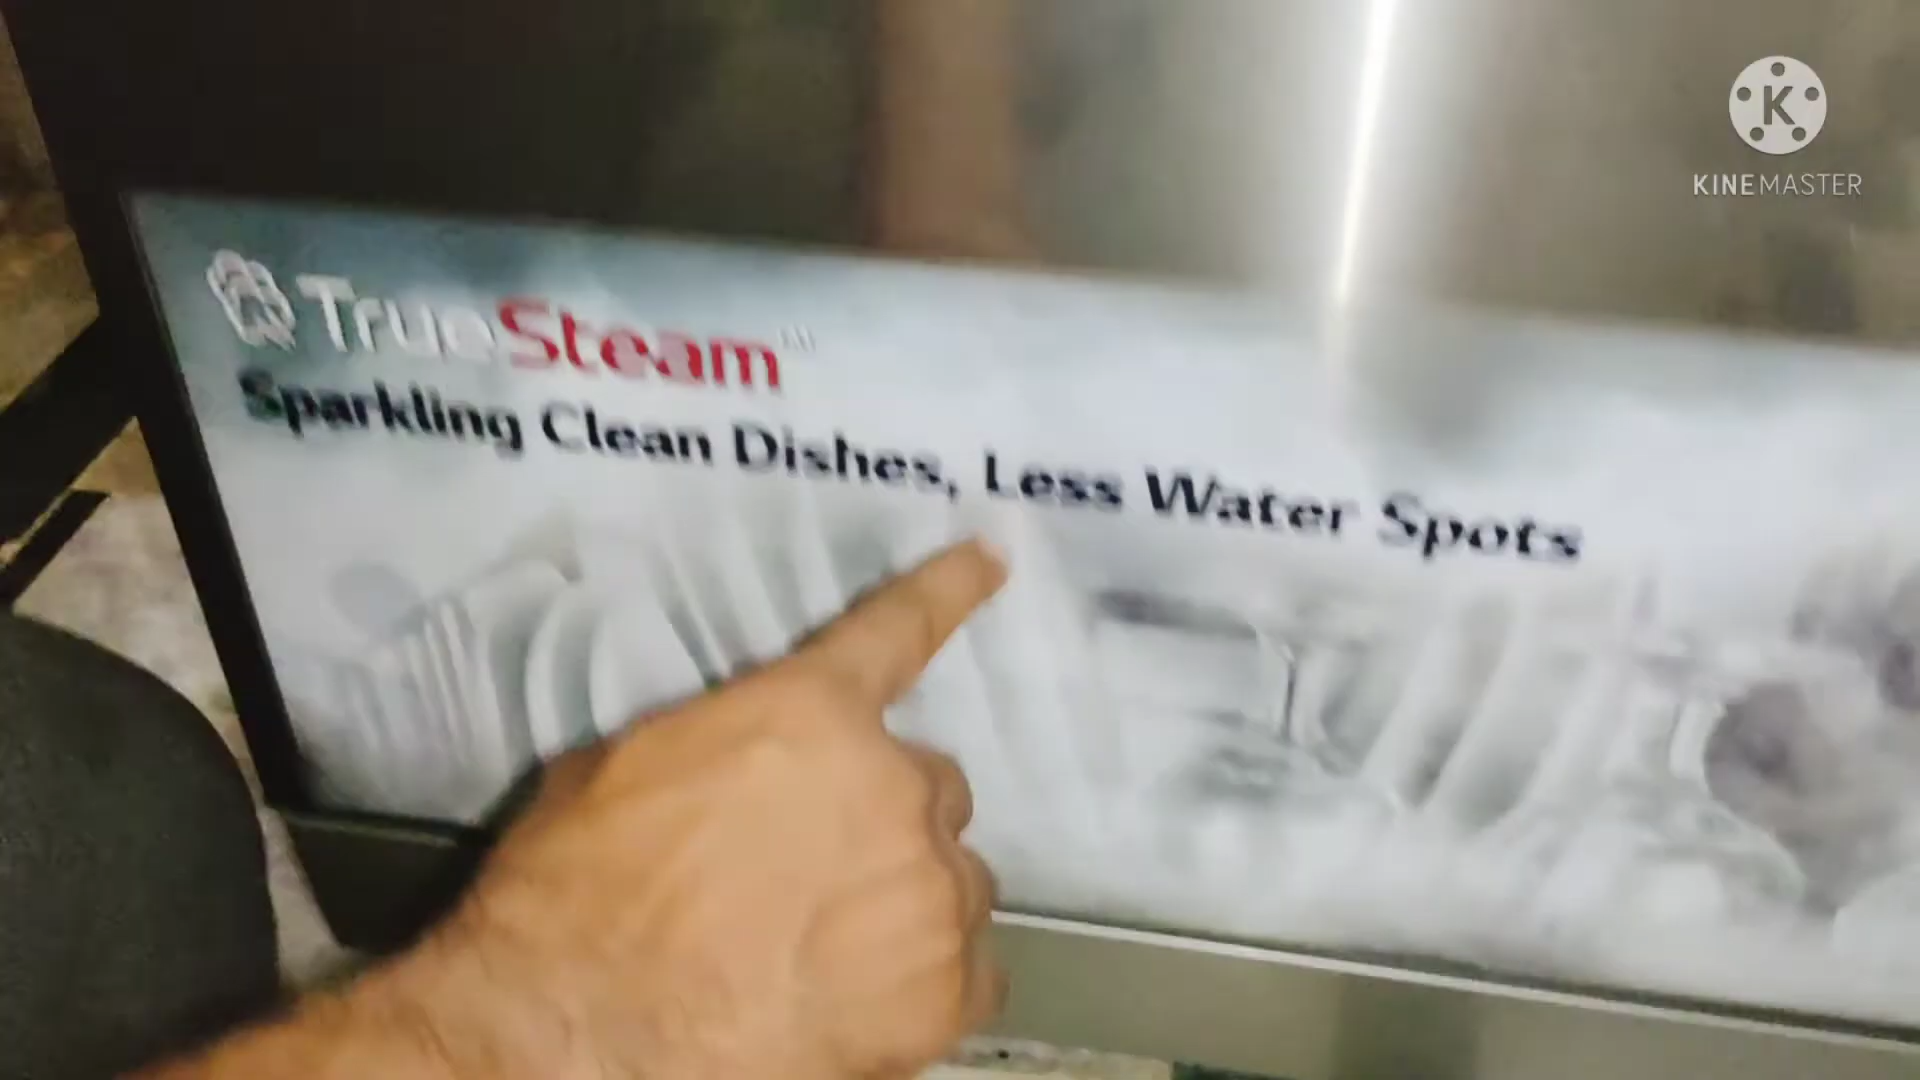 TrueSteam
Sparkling Clean Dishes, Less Water Spots
K
KINEMASTER